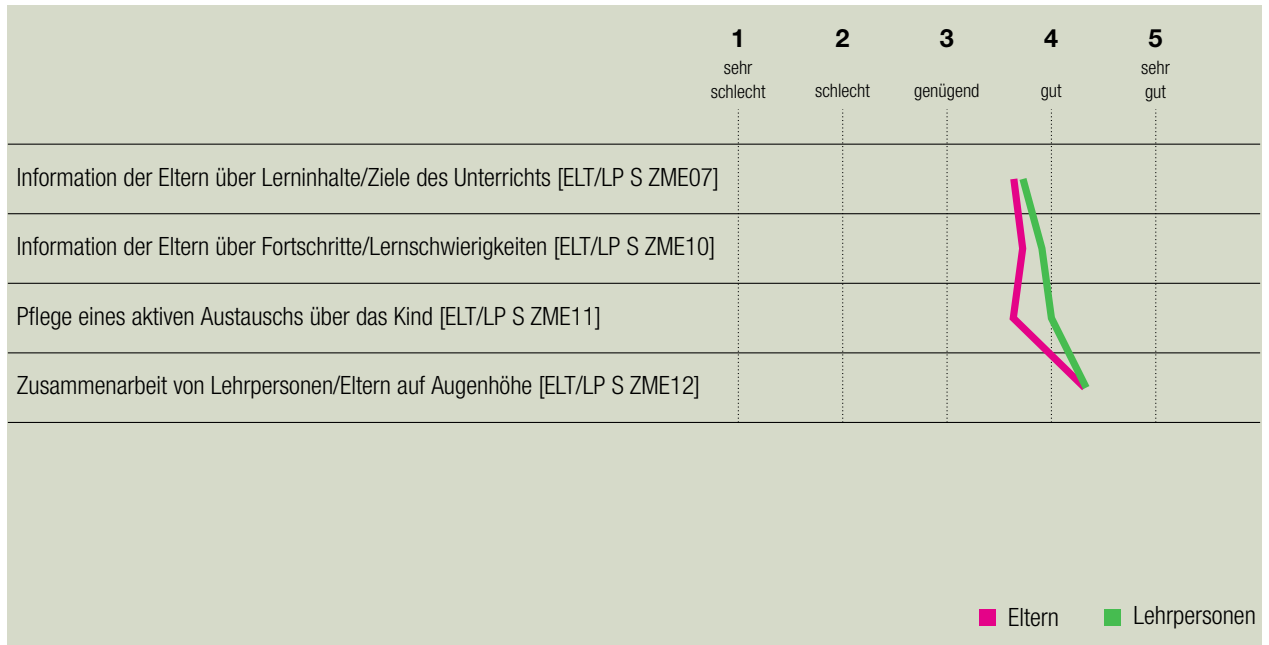 1 2 3 4 5
sehr schlecht schlecht genügend gut sehr gut
Information der Eltern über Lerninhalte/Ziele des Unterrichts [ELT/LP S ZME07]
Information der Eltern über Fortschritte/Lernschwierigkeiten [ELT/LP S ZME10]
Pflege eines aktiven Austauschs über das Kind [ELT/LP S ZME11]
Zusammenarbeit von Lehrpersonen/Eltern auf Augenhöhe [ELT/LP S ZME12]
Eltern Lehrpersonen